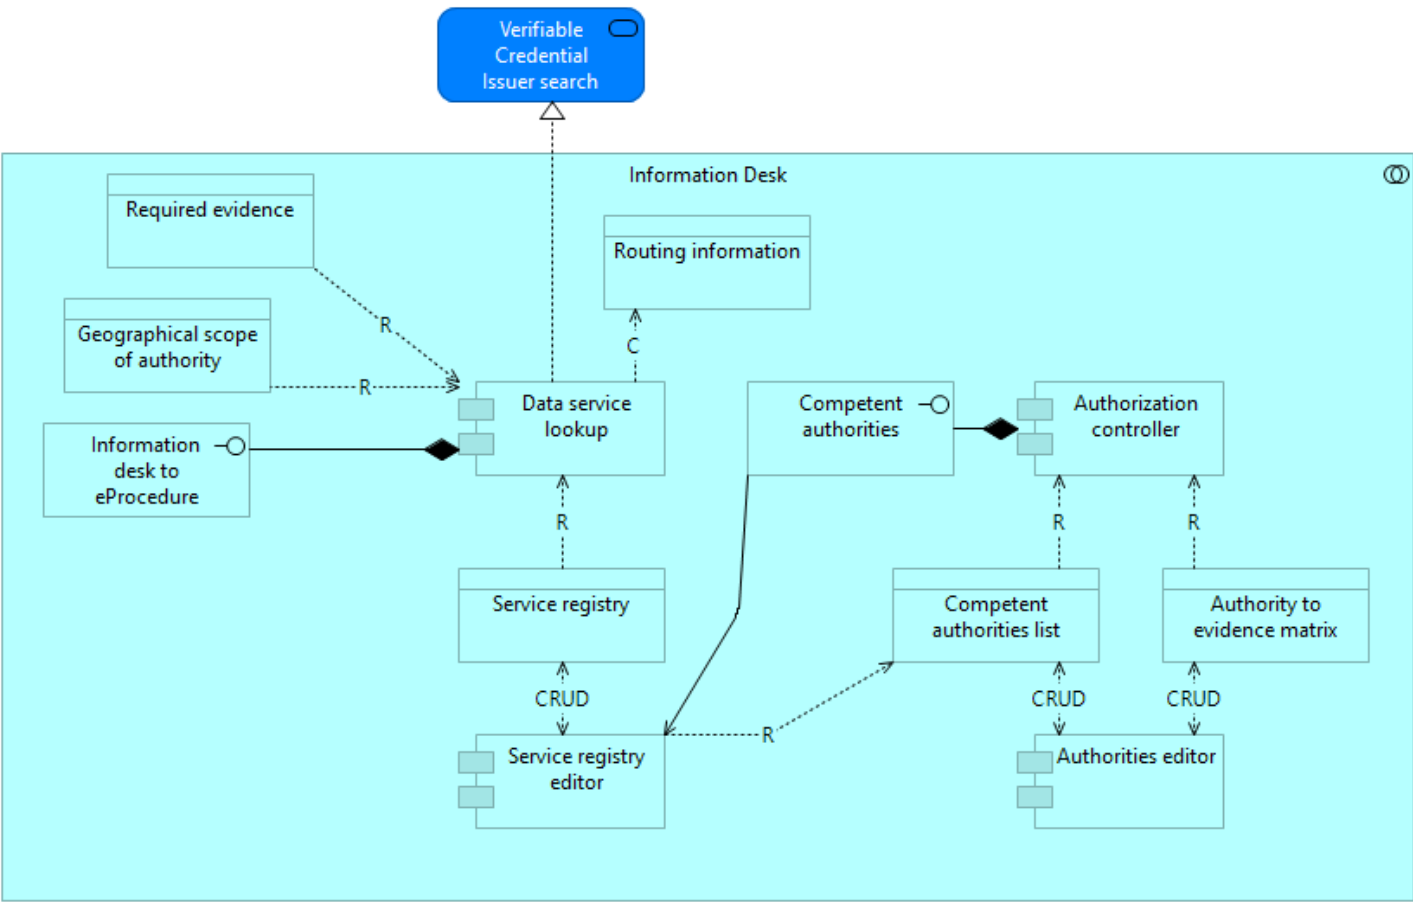 Verifiable
Credential
Issuer search
Information Desk
Required evidence
Routing information
R
Geographical scope
of authority
C
R
Data service
lookup
Competent
authorities
Authorization
controller
Information
desk to
eProcedure
R
R
R
Service registry
Competent
authorities list
Authority to
evidence matrix
CRUD
CRUD
CRUD
R
Service registry
editor
Authorities editor